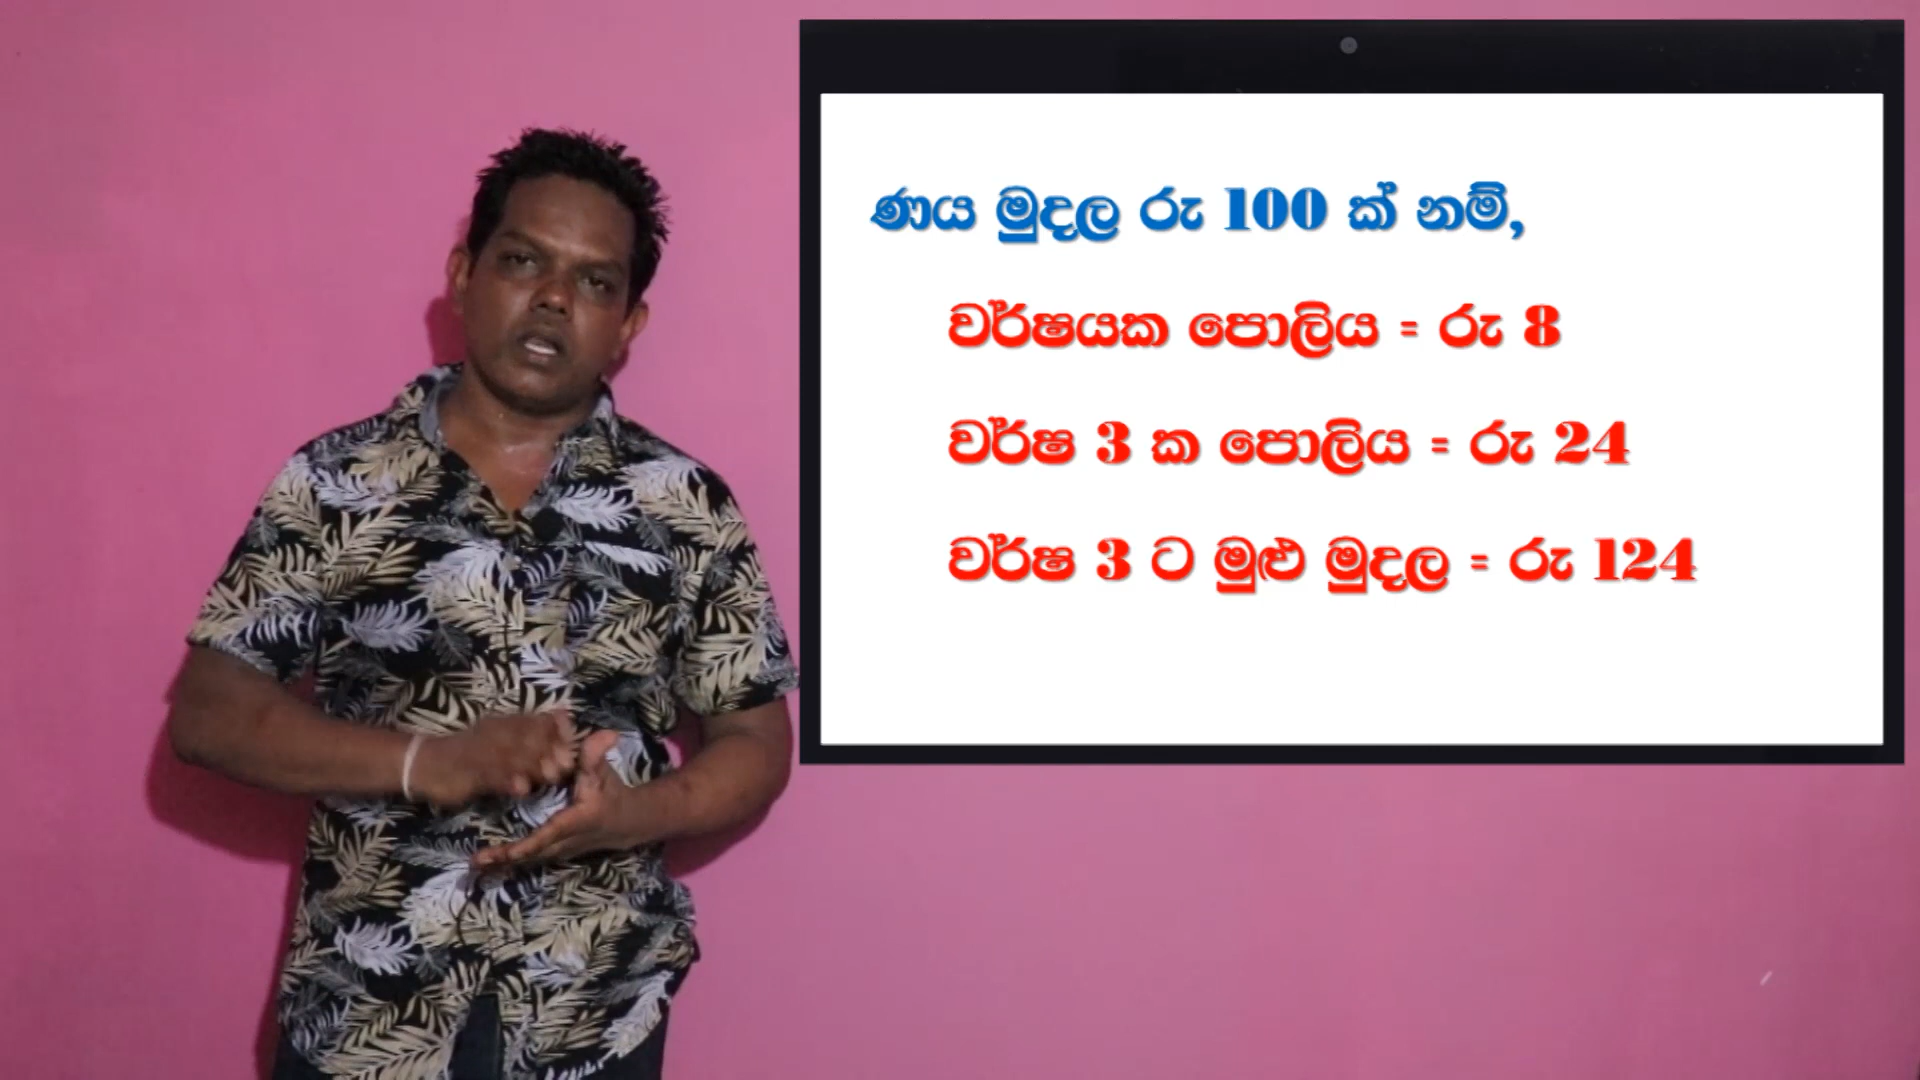 ණය මුදල රු 100 ක් නම්,
වර්ෂයක පොලිය = රු 8
වර්ෂ 3 ක පොලිය = රු 24
වර්ෂ 3 ට මුළු මුදල = රු 124